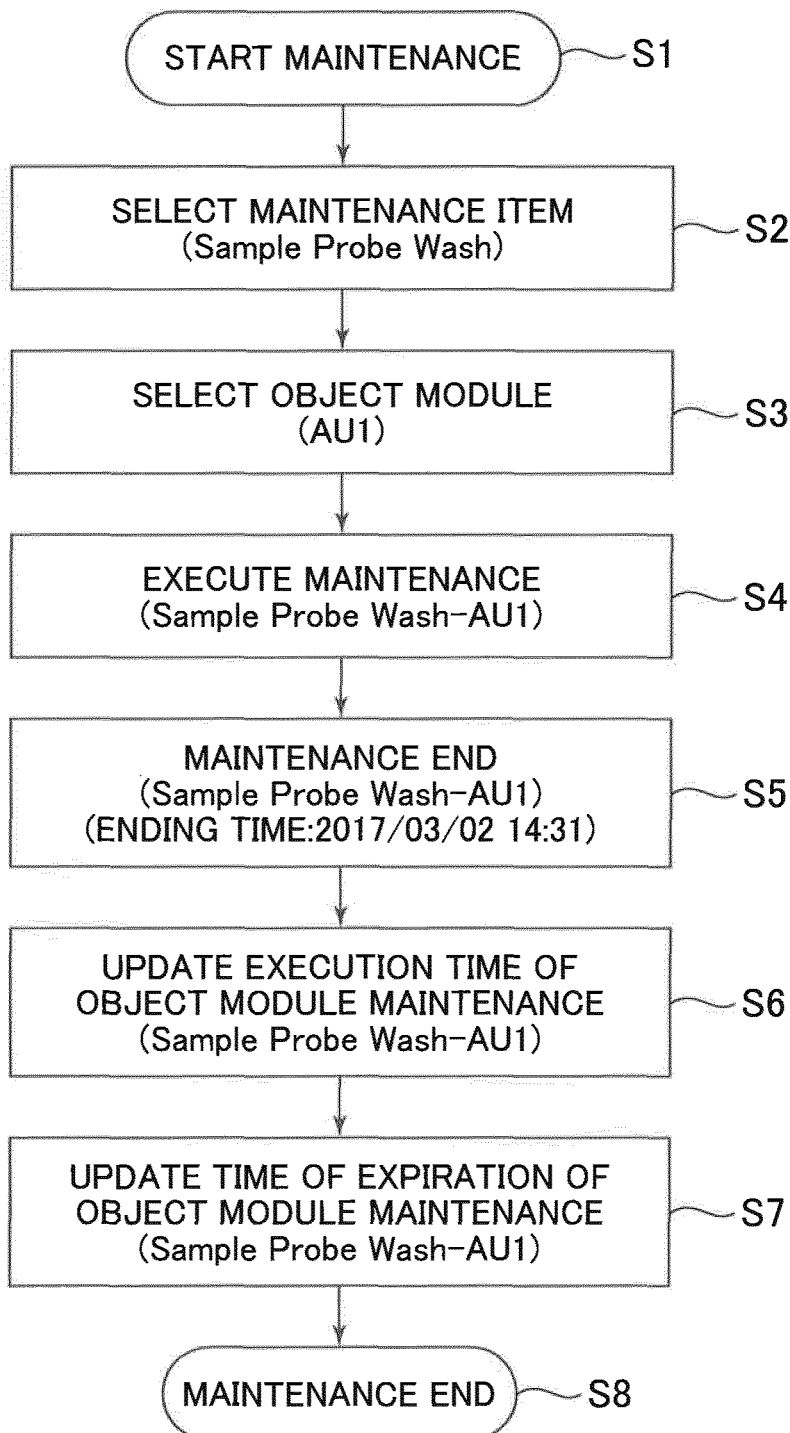 START MAINTENANCE
S1
SELECT MAINTENANCE ITEM
(Sample Probe Wash)
S2
SELECT OBJECT MODULE
(AU1)
S3
EXECUTE MAINTENANCE
(Sample Probe Wash-AU1)
S4
MAINTENANCE END
(Sample Probe Wash-AU1)
(ENDING TIME:2017/03/02 14:31)
S5
UPDATE EXECUTION TIME OF
OBJECT MODULE MAINTENANCE
(Sample Probe Wash-AU1)
S6
UPDATE TIME OF EXPIRATION OF
OBJECT MODULE MAINTENANCE
(Sample Probe Wash-AU1)
S7
MAINTENANCE END
S8